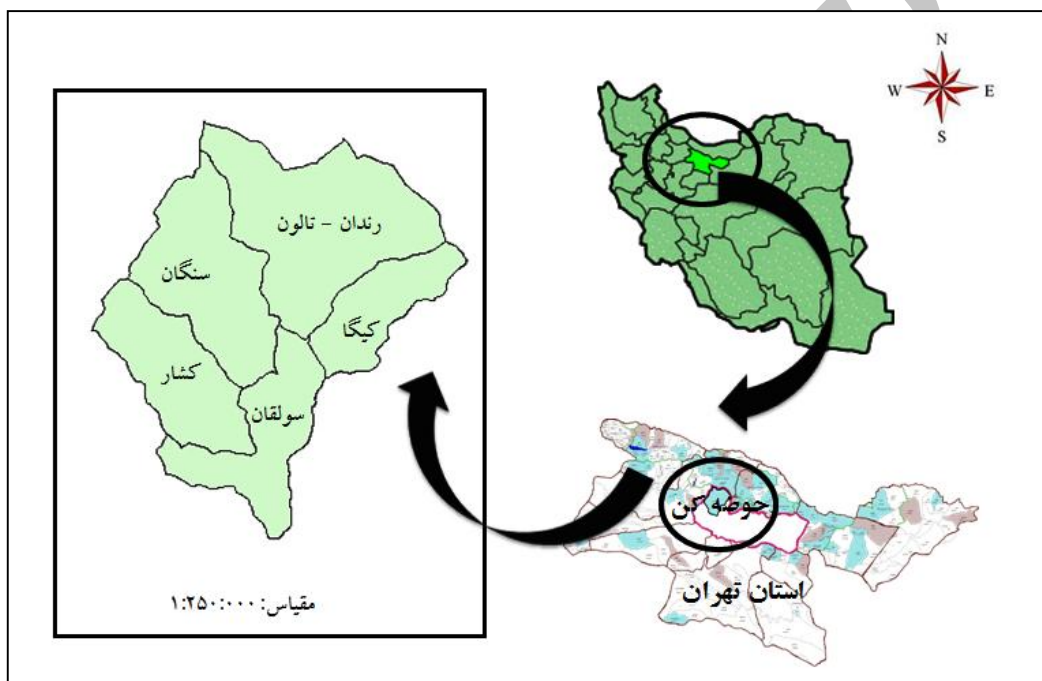 N
W E
S
رندان - تالون
سنگان
کیگا
کشار
سولقان
مقیاس: ۱:۲۵۰:۰۰۰
حوضه کن
استان تهران